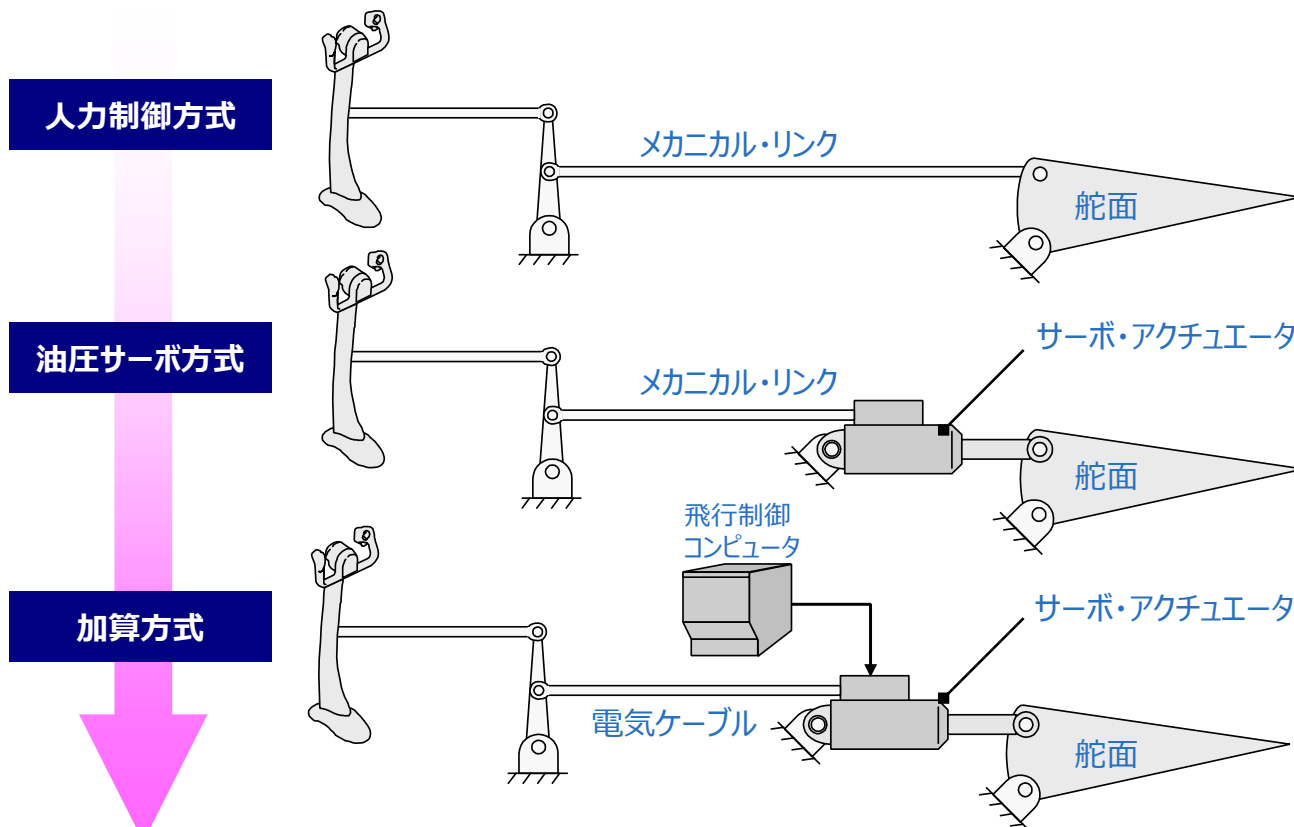 人力制御方式
メカニカル・リンク
舵面
油圧サーボ方式
サーボ・アクチュエータ
メカニカル・リンク
舵面
飛行制御
コンピュータ
加算方式
サーボ・アクチュエータ
電気ケーブル
舵面